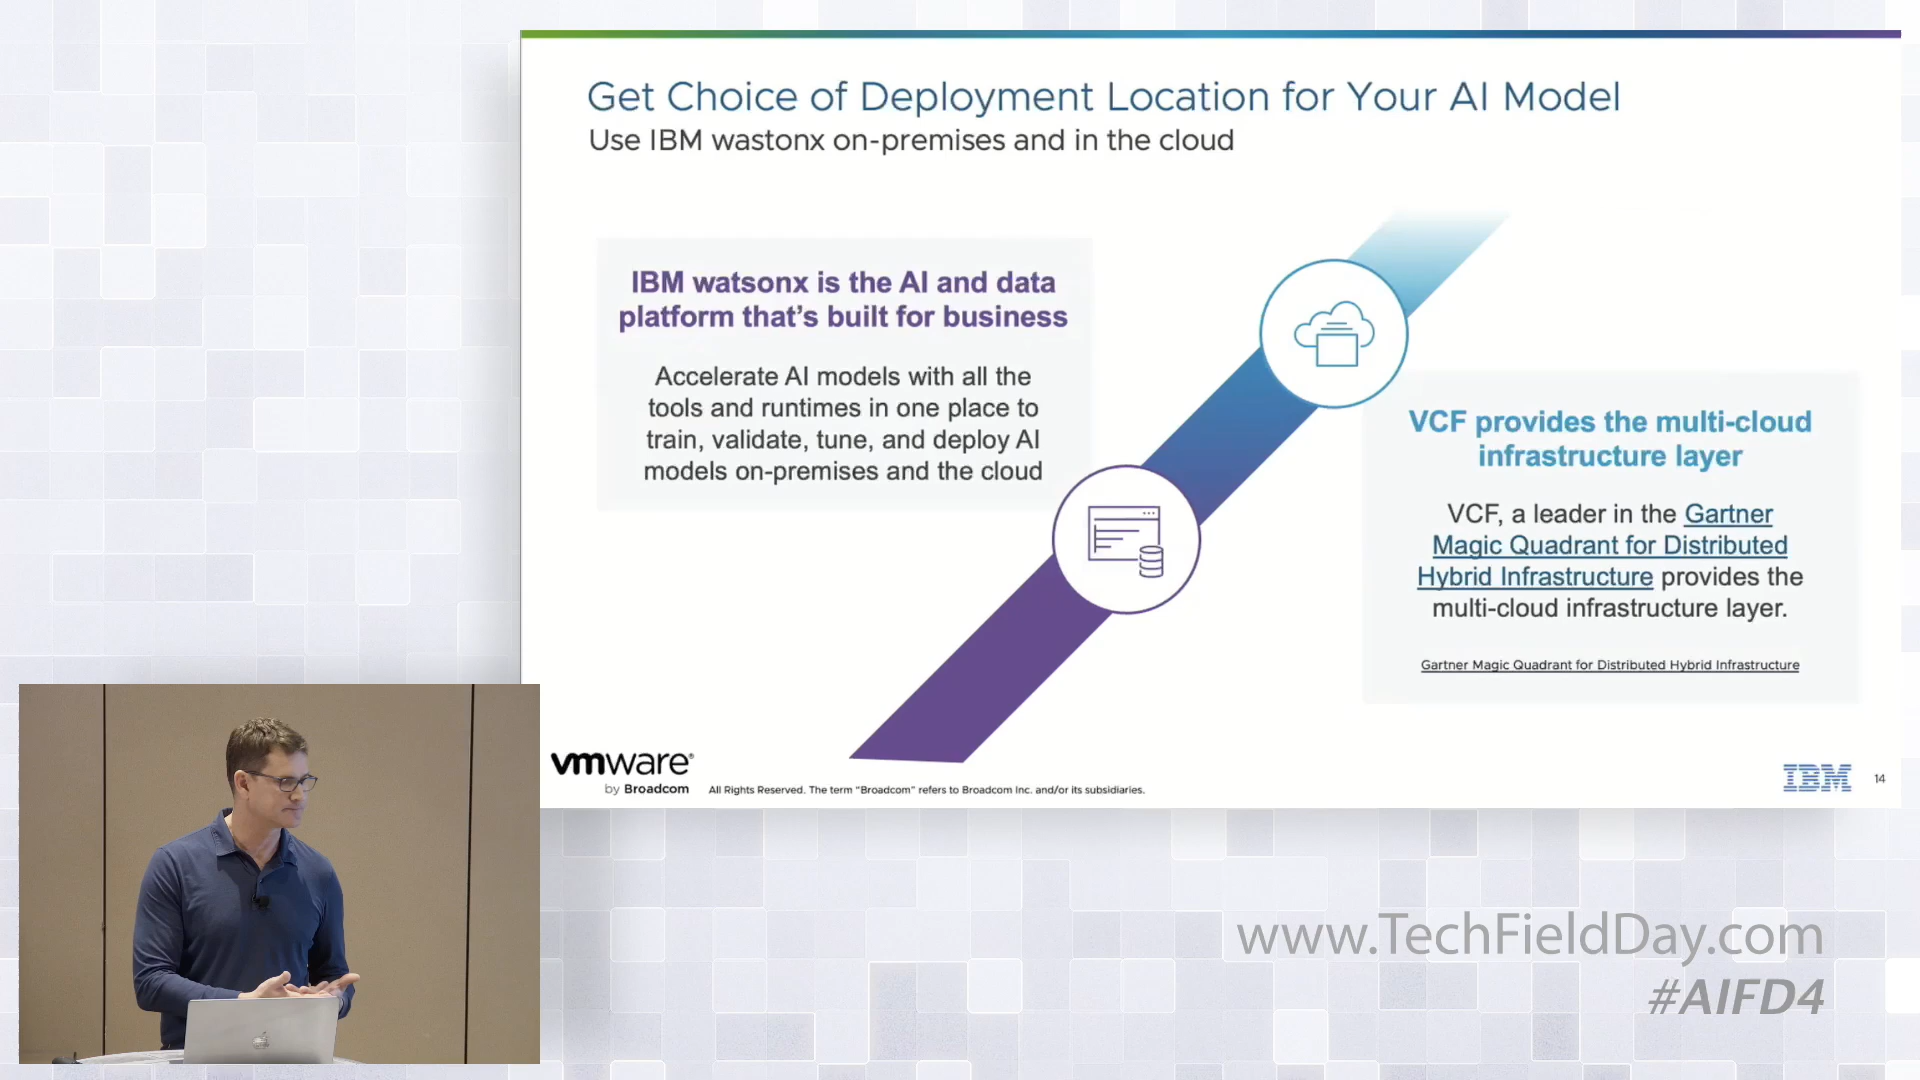 Get Choice of Deployment Location for Your AI Model
Use IBM wastonx on-premises and in the cloud
IBM watsonx is the AI and data
platform that’s built for business
Accelerate AI models with all the
tools and runtimes in one place to
train, validate, tune, and deploy AI
models on-premises and the cloud
VCF provides the multi-cloud
infrastructure layer
VCF, a leader in the Gartner
Magic Quadrant for Distributed
Hybrid Infrastructure provides the
multi-cloud infrastructure layer.
Gartner Magic Quadrant for Distributed Hybrid Infrastructure
vmware®
by Broadcom
All Rights Reserved. The term “Broadcom” refers to Broadcom Inc. and/or its subsidiaries.
IBM
14
www.TechFieldDay.com
#AIFD4